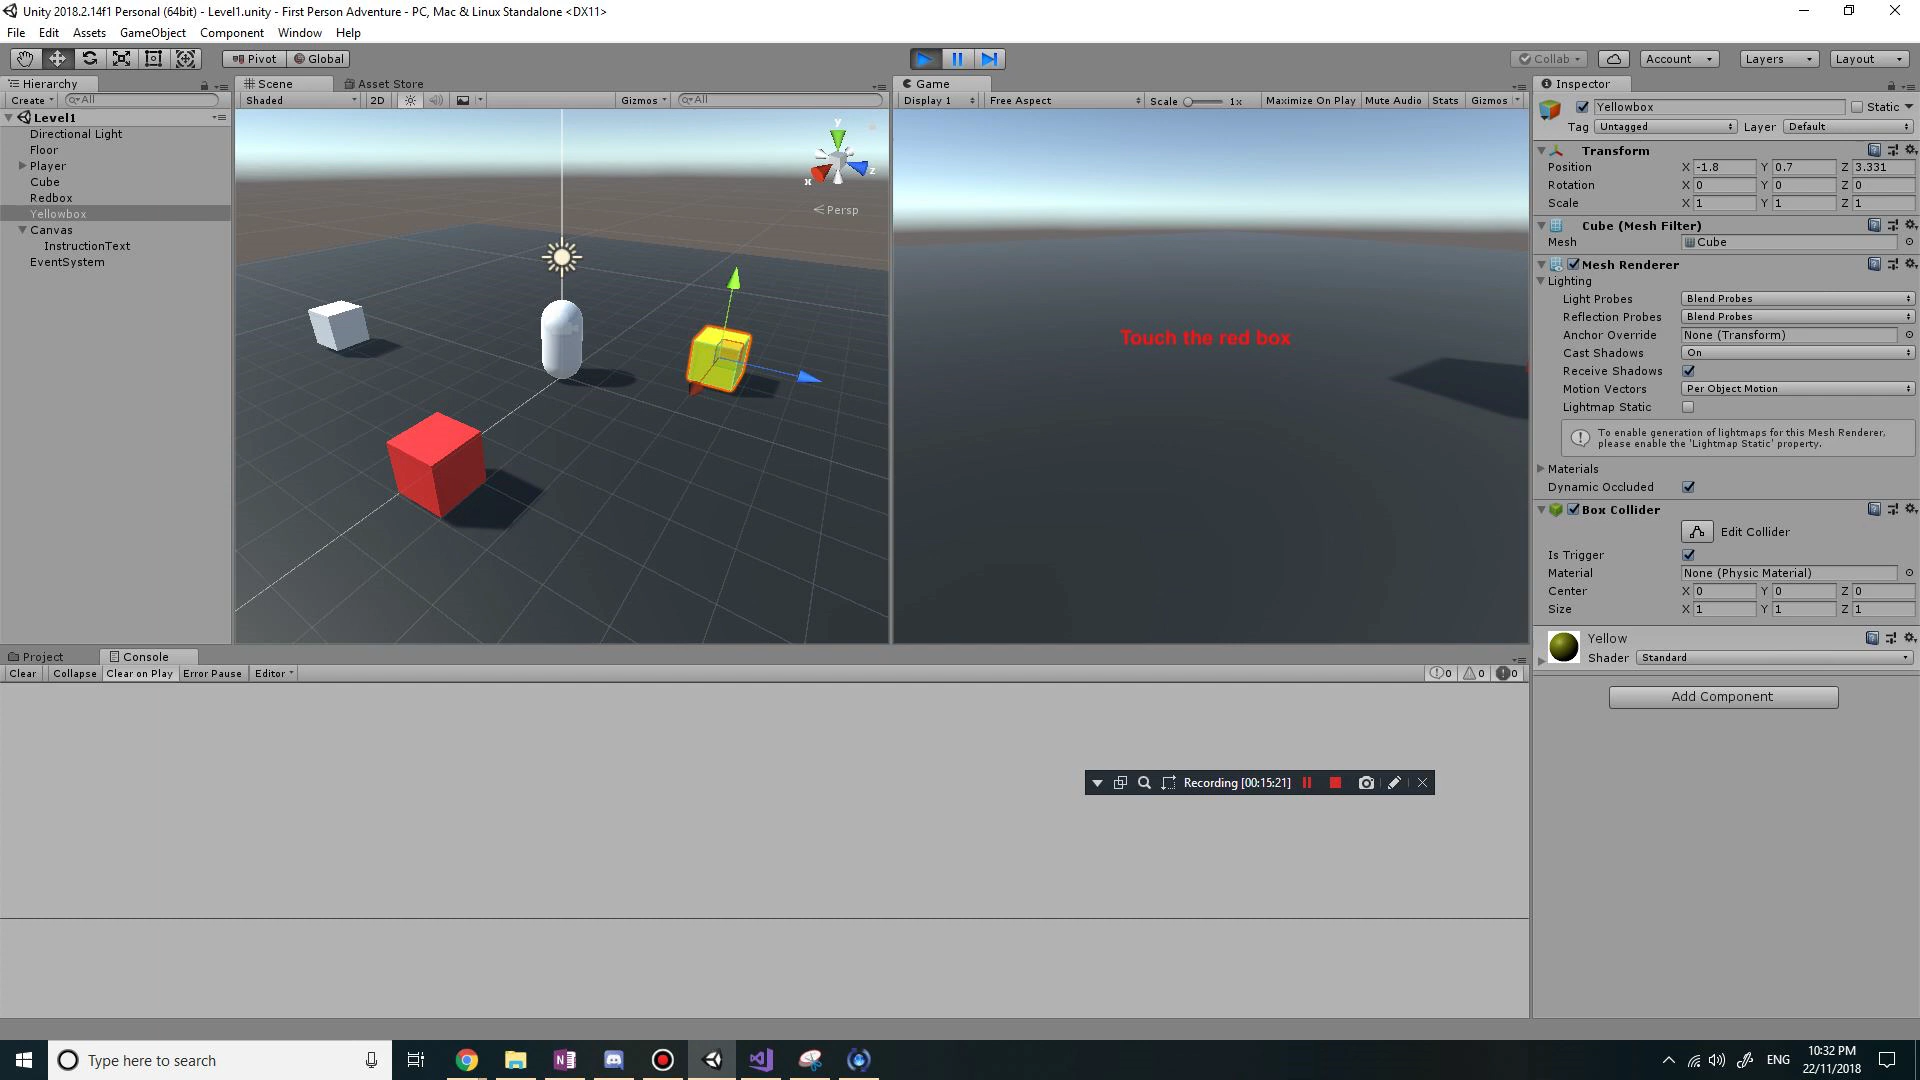 Unity 2018.2.14f1 Personal (64bit) - Level1.unity - First Person Adventure - PC, Mac & Linux Standalone <DX11>
File Edit Assets GameObject Component Window Help
Pivot Global Collab Account Layers Layout
Hierarchy Scene Asset Store Game Inspector
Create All Shaded 2D Gizmos All Display 1 Free Aspect Scale 1x Maximize On Play Mute Audio Stats Gizmos
Yellowbox Static
Level1
Tag Untagged Layer Default
Directional Light
Floor
Player
Cube
Redbox
Yellowbox
Canvas
InstructionText
EventSystem
y
x
z
Persp
Touch the red box
Transform
Position X -1.8 Y 0.7 Z 3.331
Rotation X 0 Y 0 Z 0
Scale X 1 Y 1 Z 1
Cube (Mesh Filter)
Mesh Cube
Mesh Renderer
Lighting
Light Probes Blend Probes
Reflection Probes Blend Probes
Anchor Override None (Transform)
Cast Shadows On
Receive Shadows
Motion Vectors Per Object Motion
Lightmap Static
To enable generation of lightmaps for this Mesh Renderer,
please enable the 'Lightmap Static' property.
Materials
Dynamic Occluded
Box Collider
Edit Collider
Is Trigger
Material None (Physic Material)
Center X 0 Y 0 Z 0
Size X 1 Y 1 Z 1
Yellow
Shader Standard
Add Component
Project Console
Clear Collapse Clear on Play Error Pause Editor 0 0 0
Recording [00:15:21]
Type here to search
ENG
10:32 PM
22/11/2018